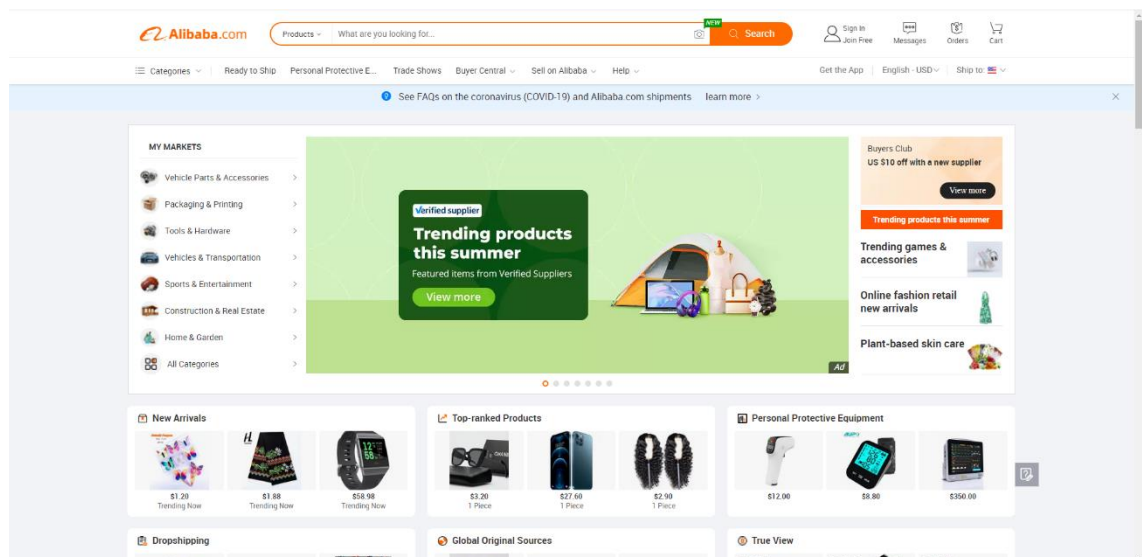 Alibaba.com
Products
What are you looking for...
NEW
Search
Sign In
Join Free
Messages
Orders
Cart
Categories
Ready to Ship
Personal Protective E...
Trade Shows
Buyer Central
Sell on Alibaba
Help
Get the App
English - USD
Ship to:
See FAQs on the coronavirus (COVID-19) and Alibaba.com shipments learn more >
MY MARKETS
Vehicle Parts & Accessories
Packaging & Printing
Tools & Hardware
Vehicles & Transportation
Sports & Entertainment
Construction & Real Estate
Home & Garden
All Categories
Verified supplier
Trending products
this summer
Featured items from Verified Suppliers
View more
Ad
Buyers Club
US $10 off with a new supplier
View more
Trending products this summer
Trending games &
accessories
Online fashion retail
new arrivals
Plant-based skin care
New Arrivals
$1.20
Trending Now
$1.88
Trending Now
$58.98
Trending Now
Top-ranked Products
$3.20
1 Piece
$27.60
1 Piece
$2.90
1 Piece
Personal Protective Equipment
$12.00
$8.80
$350.00
Dropshipping
Global Original Sources
True View